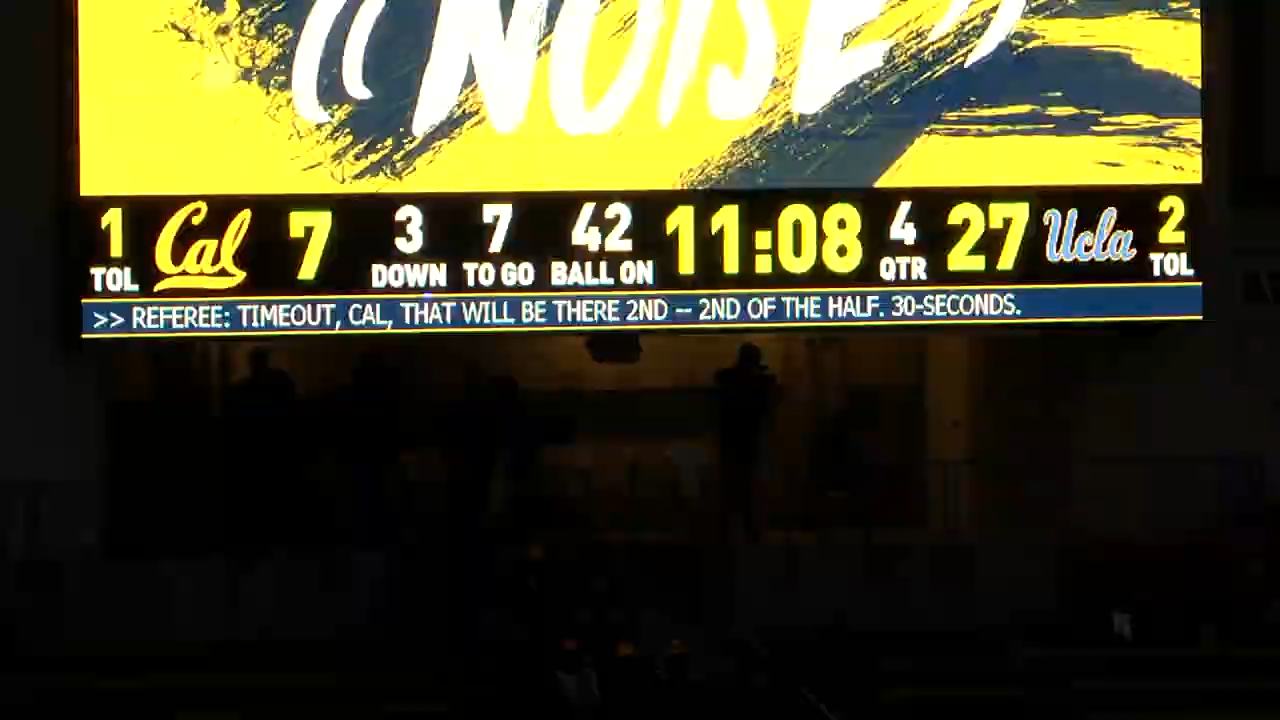 NOISE
1 Cal 7 3 7 42 11:08 4 27 Ucla 2
TOL DOWN TO GO BALL ON QTR TOL
>> REFEREE: TIMEOUT, CAL, THAT WILL BE THERE 2ND -- 2ND OF THE HALF. 30-SECONDS.